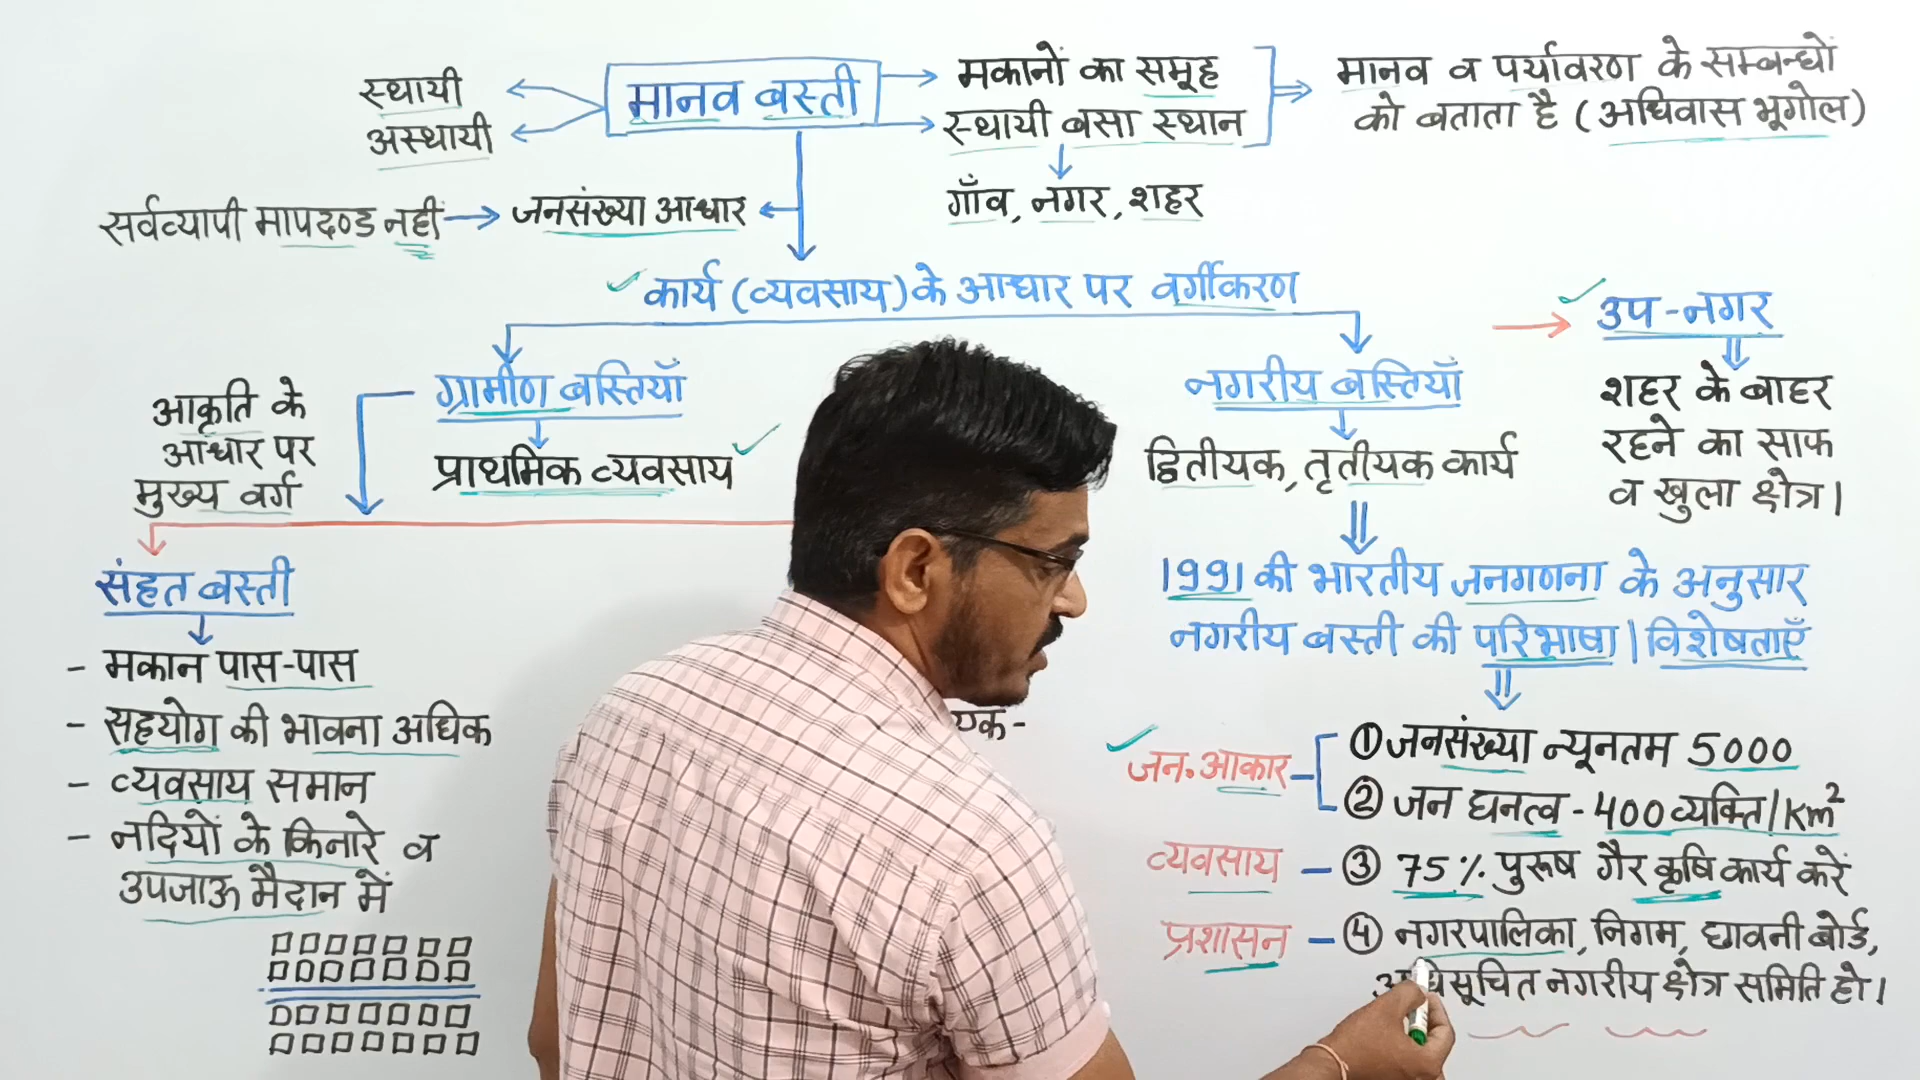 मानव बस्ती
स्थायी
अस्थायी
मकानों का समूह
स्थायी बसा स्थान
गाँव, नगर, शहर
मानव व पर्यावरण के सम्बन्धों
को बताता है (अधिवास भूगोल)
सर्वव्यापी मापदण्ड नहीं
जनसंख्या आधार
कार्य (व्यवसाय) के आधार पर वर्गीकरण
ग्रामीण बस्तियाँ
प्राथमिक व्यवसाय
आकृति के
आधार पर
मुख्य वर्ग
संहत बस्ती
- मकान पास-पास
- सहयोग की भावना अधिक
- व्यवसाय समान
- नदियों के किनारे व
उपजाऊ मैदान में
नगरीय बस्तियाँ
द्वितीयक, तृतीयक कार्य
उप-नगर
शहर के बाहर
रहने का साफ
व खुला क्षेत्र।
1991 की भारतीय जनगणना के अनुसार
नगरीय बस्ती की परिभाषा | विशेषताएँ
जन. आकार
① जनसंख्या न्यूनतम 5000
② जन घनत्व - 400 व्यक्ति/Km²
व्यवसाय - ③ 75% पुरूष गैर कृषि कार्य करें
प्रशासन - ④ नगरपालिका, निगम, छावनी बोर्ड,
नगरीय क्षेत्र समिति हो।